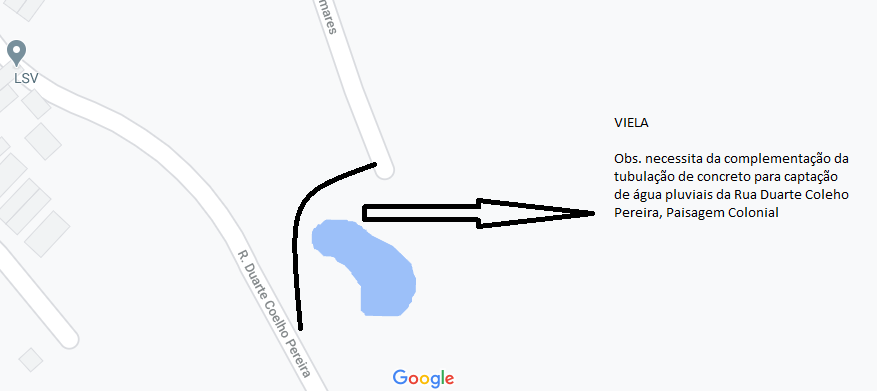 mares
LSV
VIELA
Obs. necessita da complementação da
tubulação de concreto para captação
de água pluviais da Rua Duarte Coleho
Pereira, Paisagem Colonial
R. Duarte Coelho Pereira
Google